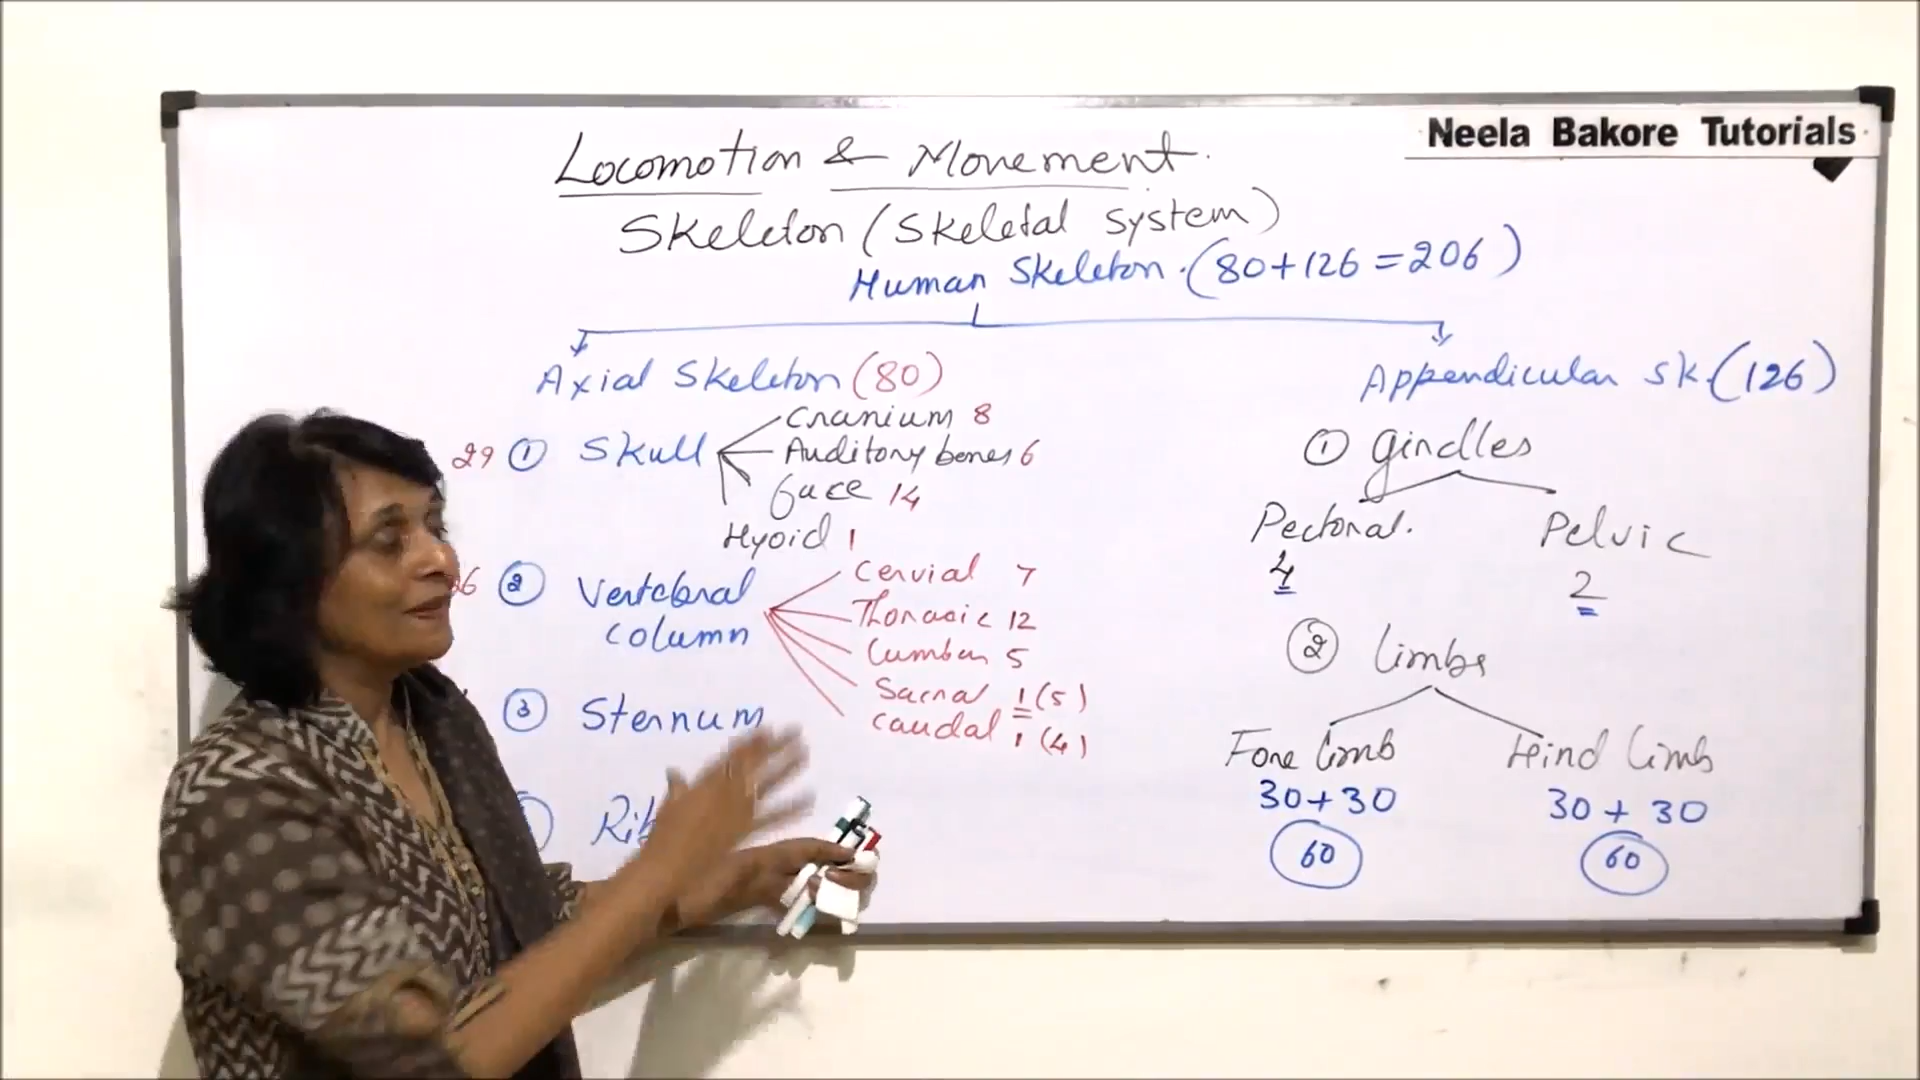 Neela Bakore Tutorials
Locomotion & Movement.
Skeleton (Skeletal System)
Human Skeleton. (80+126=206)
Axial Skeleton (80)
29 ① Skull
Cranium 8
Auditory bones 6
Face 14
Hyoid 1
6 ② Vertebral
column
Cervial 7
Thoracic 12
Lumbar 5
Sacral 1 (5)
Caudal 1 (4)
③ Sternum
Appendicular Sk. (126)
① Girdles
Pectoral. Pelvic
4 2
② Limbs
Fore limb Hind limb
30+30 30+30
60 60